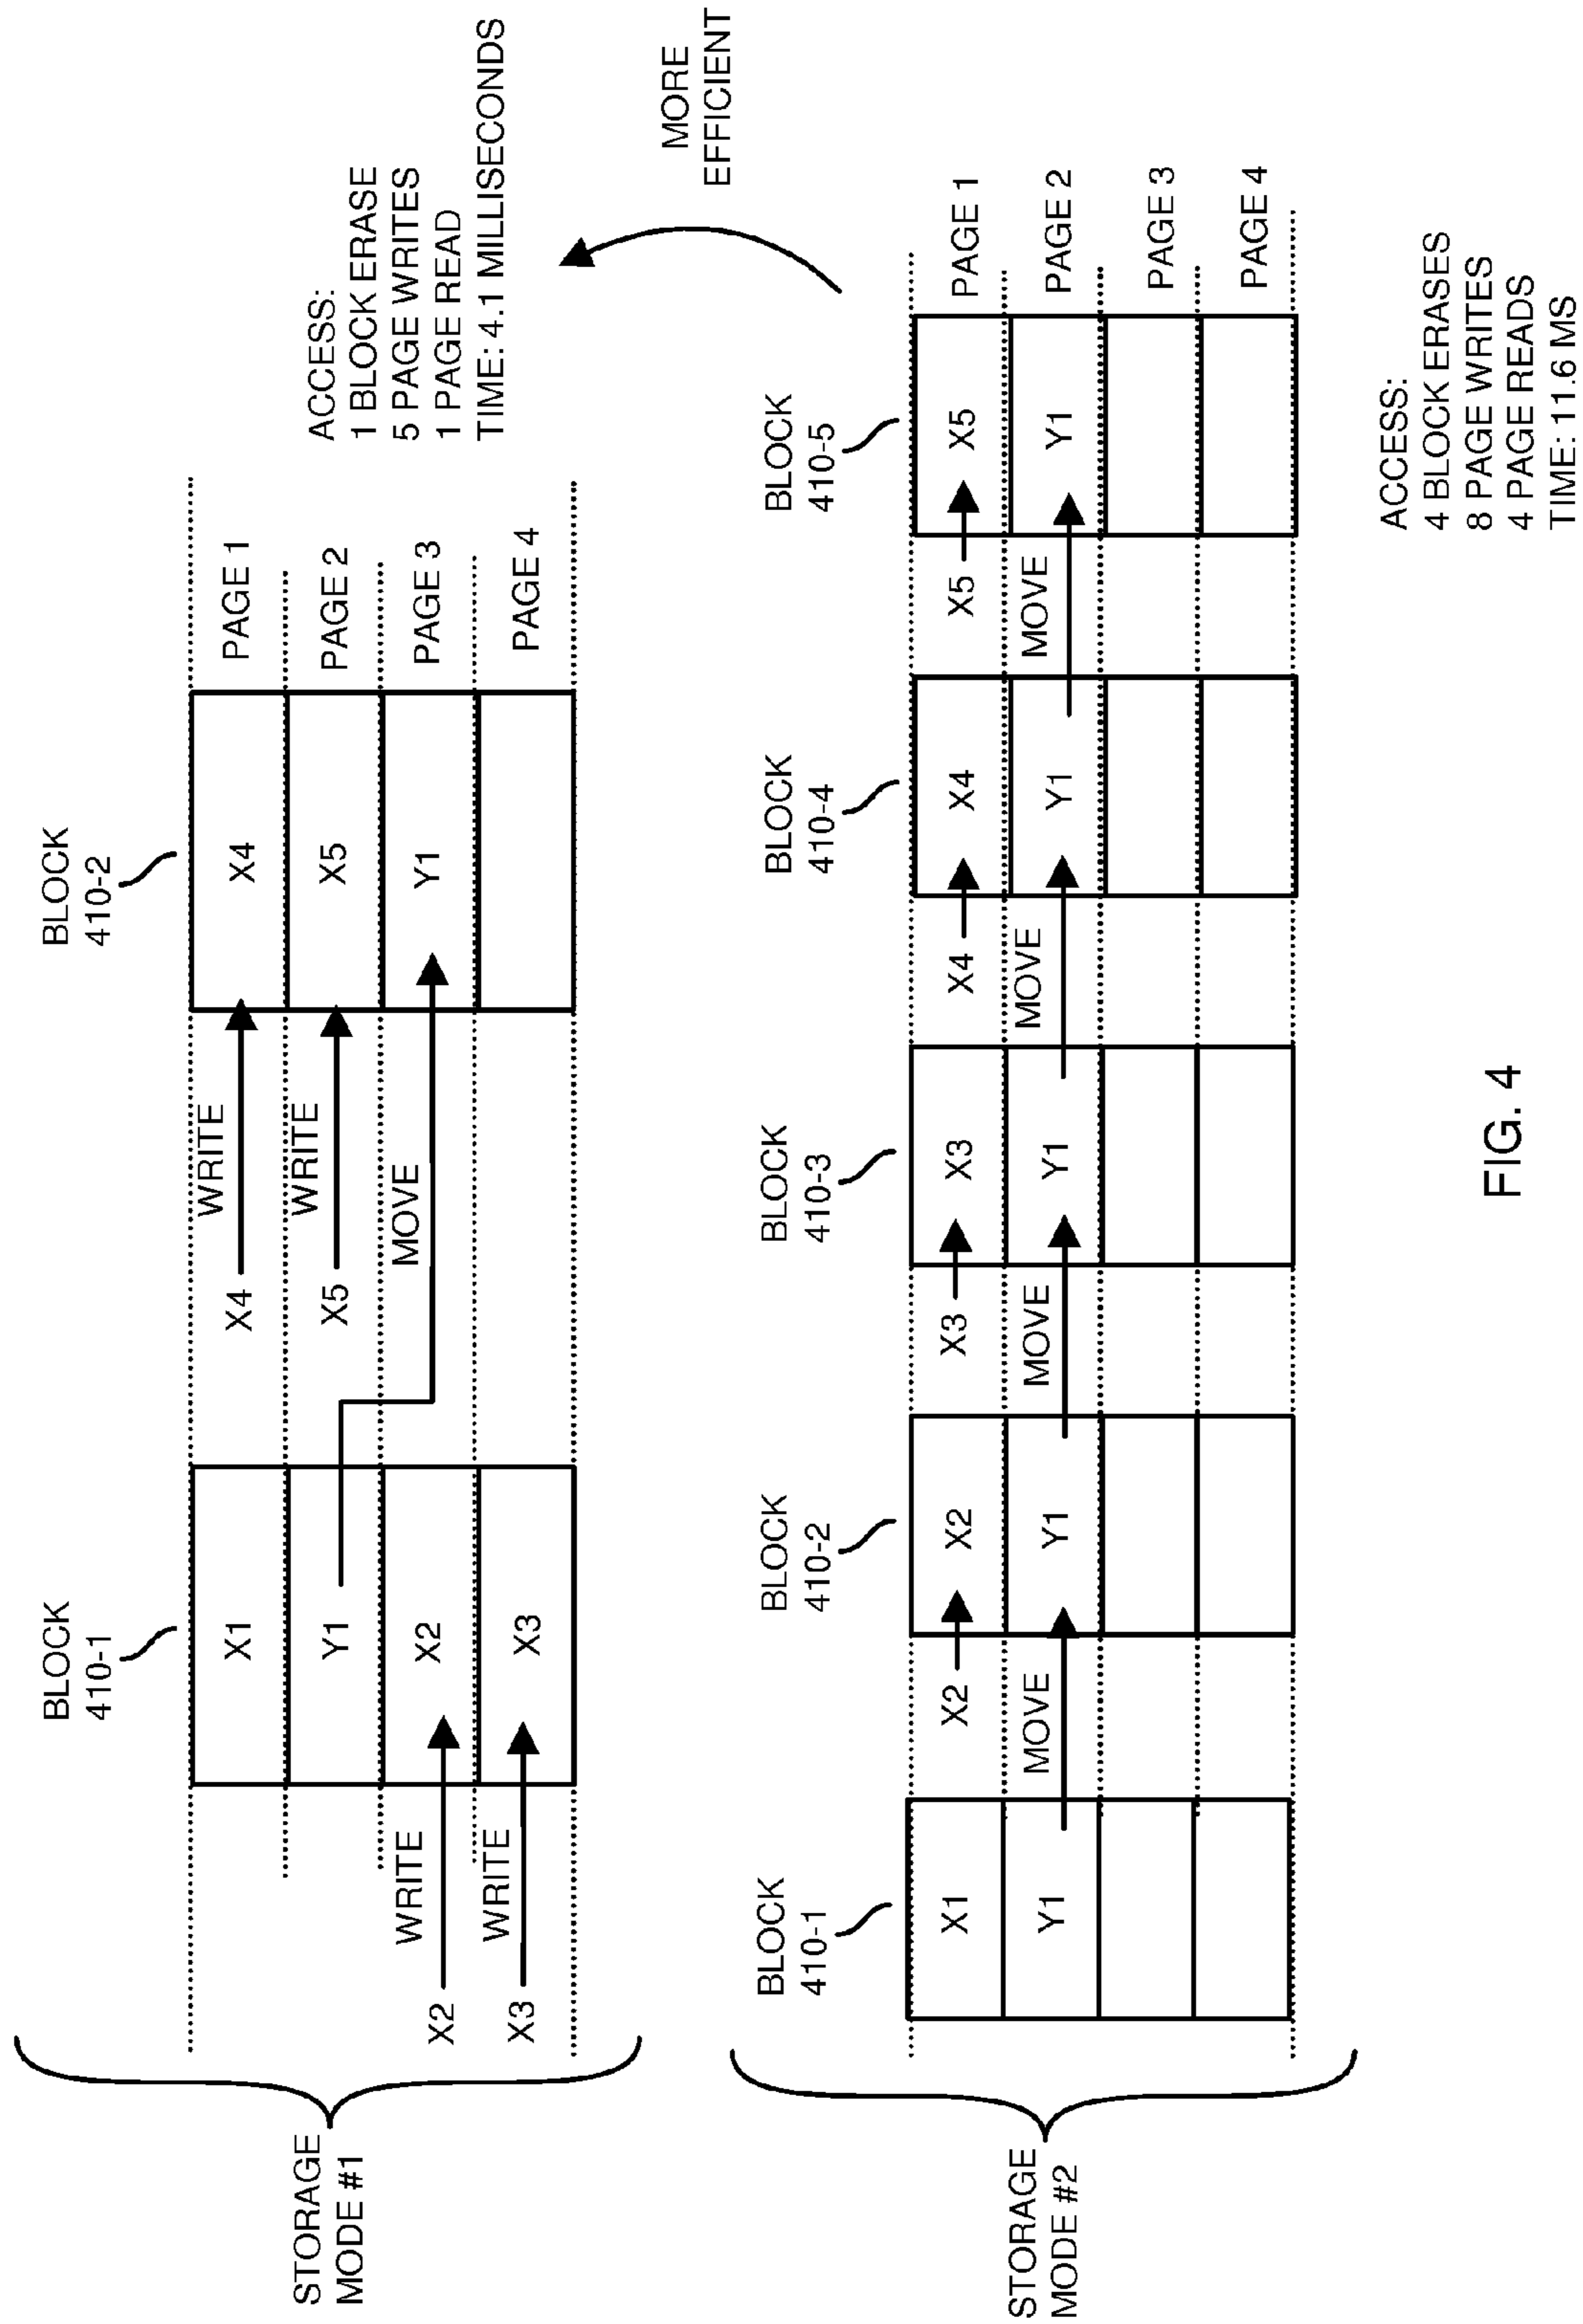 STORAGE
MODE #1
BLOCK
410-1
BLOCK
410-2
X1
Y1
X2
X3
X2
WRITE
X3
WRITE
X4
WRITE
X5
WRITE
MOVE
X4
X5
Y1
PAGE 1
PAGE 2
PAGE 3
PAGE 4
ACCESS:
1 BLOCK ERASE
5 PAGE WRITES
1 PAGE READ
TIME: 4.1 MILLISECONDS
MORE
EFFICIENT
STORAGE
MODE #2
BLOCK
410-1
X1
Y1
MOVE
X2
BLOCK
410-2
X2
Y1
MOVE
X3
BLOCK
410-3
X3
Y1
MOVE
X4
BLOCK
410-4
X4
Y1
MOVE
X5
BLOCK
410-5
X5
Y1
PAGE 1
PAGE 2
PAGE 3
PAGE 4
ACCESS:
4 BLOCK ERASES
8 PAGE WRITES
4 PAGE READS
TIME: 11.6 MS
FIG. 4